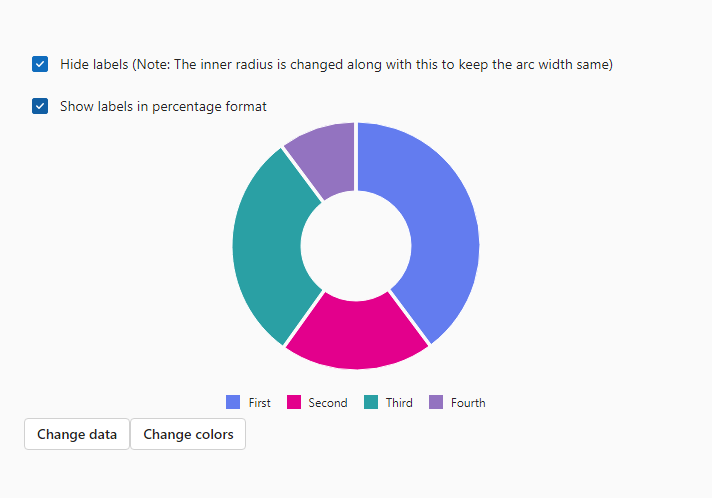 Hide labels (Note: The inner radius is changed along with this to keep the arc width same)
Show labels in percentage format
First Second Third Fourth
Change data Change colors